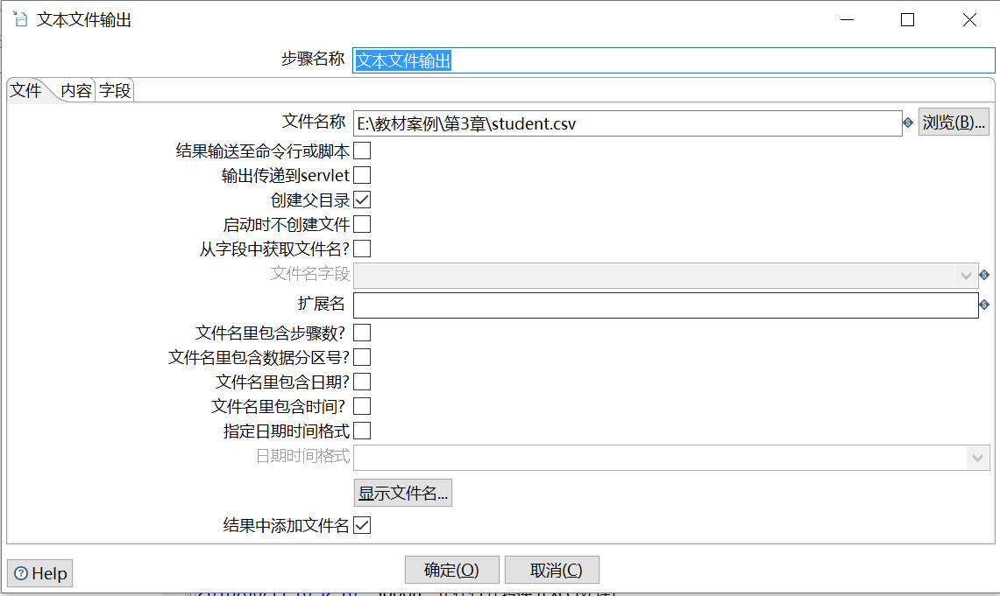 文本文件输出
步骤名称 文本文件输出
文件 内容 字段
文件名称 E:\教材案例\第3章\student.csv 浏览(B)...
结果输送至命令行或脚本
输出传递到servlet
创建父目录
启动时不创建文件
从字段中获取文件名?
文件名字段
扩展名
文件名里包含步骤数?
文件名里包含数据分区号?
文件名里包含日期?
文件名里包含时间?
指定日期时间格式
日期时间格式
显示文件名...
结果中添加文件名
Help 确定(O) 取消(C)